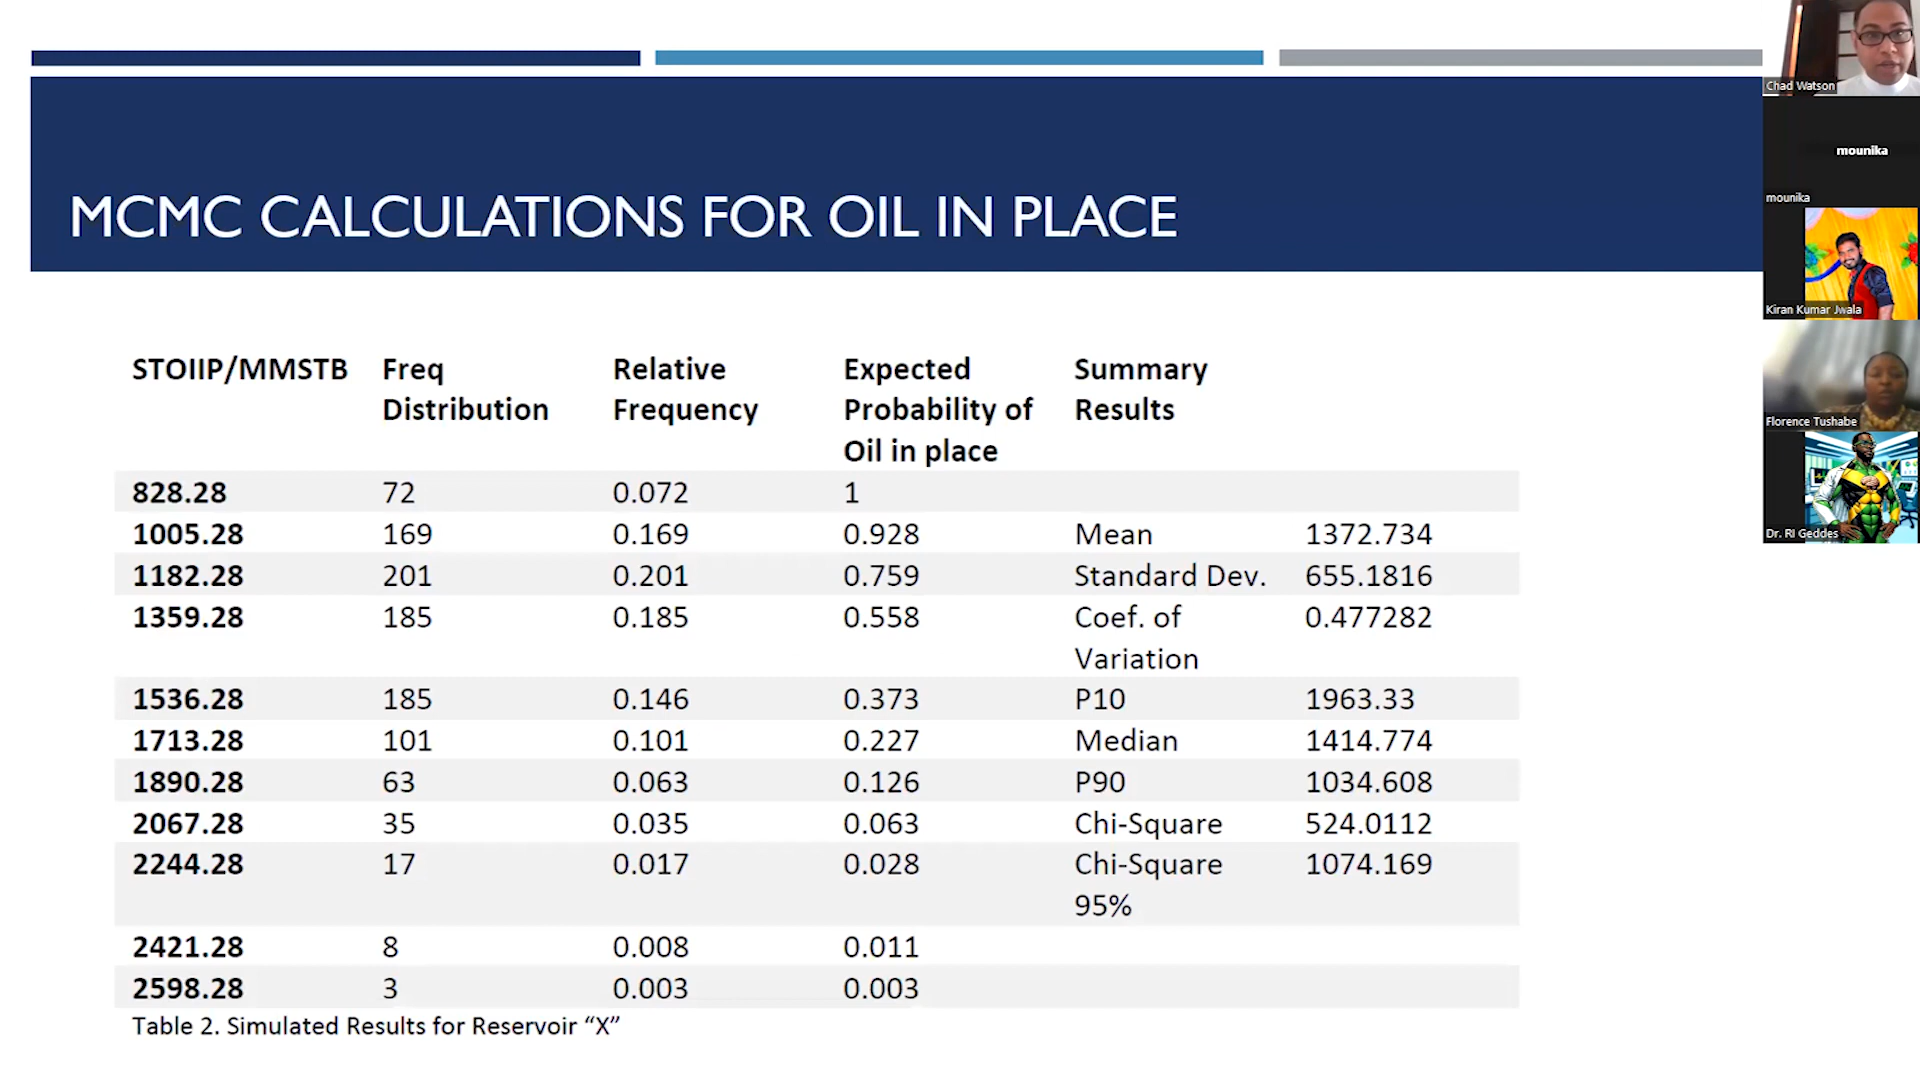 MCMC CALCULATIONS FOR OIL IN PLACE
STOIIP/MMSTB Freq Relative Expected Summary
Distribution Frequency Probability of Results
Oil in place
828.28 72 0.072 1
1005.28 169 0.169 0.928 Mean 1372.734
1182.28 201 0.201 0.759 Standard Dev. 655.1816
1359.28 185 0.185 0.558 Coef. of 0.477282
Variation
1536.28 185 0.146 0.373 P10 1963.33
1713.28 101 0.101 0.227 Median 1414.774
1890.28 63 0.063 0.126 P90 1034.608
2067.28 35 0.035 0.063 Chi-Square 524.0112
2244.28 17 0.017 0.028 Chi-Square 1074.169
95%
2421.28 8 0.008 0.011
2598.28 3 0.003 0.003
Table 2. Simulated Results for Reservoir “X”
Chad Watson
mounika
mounika
Kiran Kumar Jwala
Florence Tushabe
Dr. RI Geddes